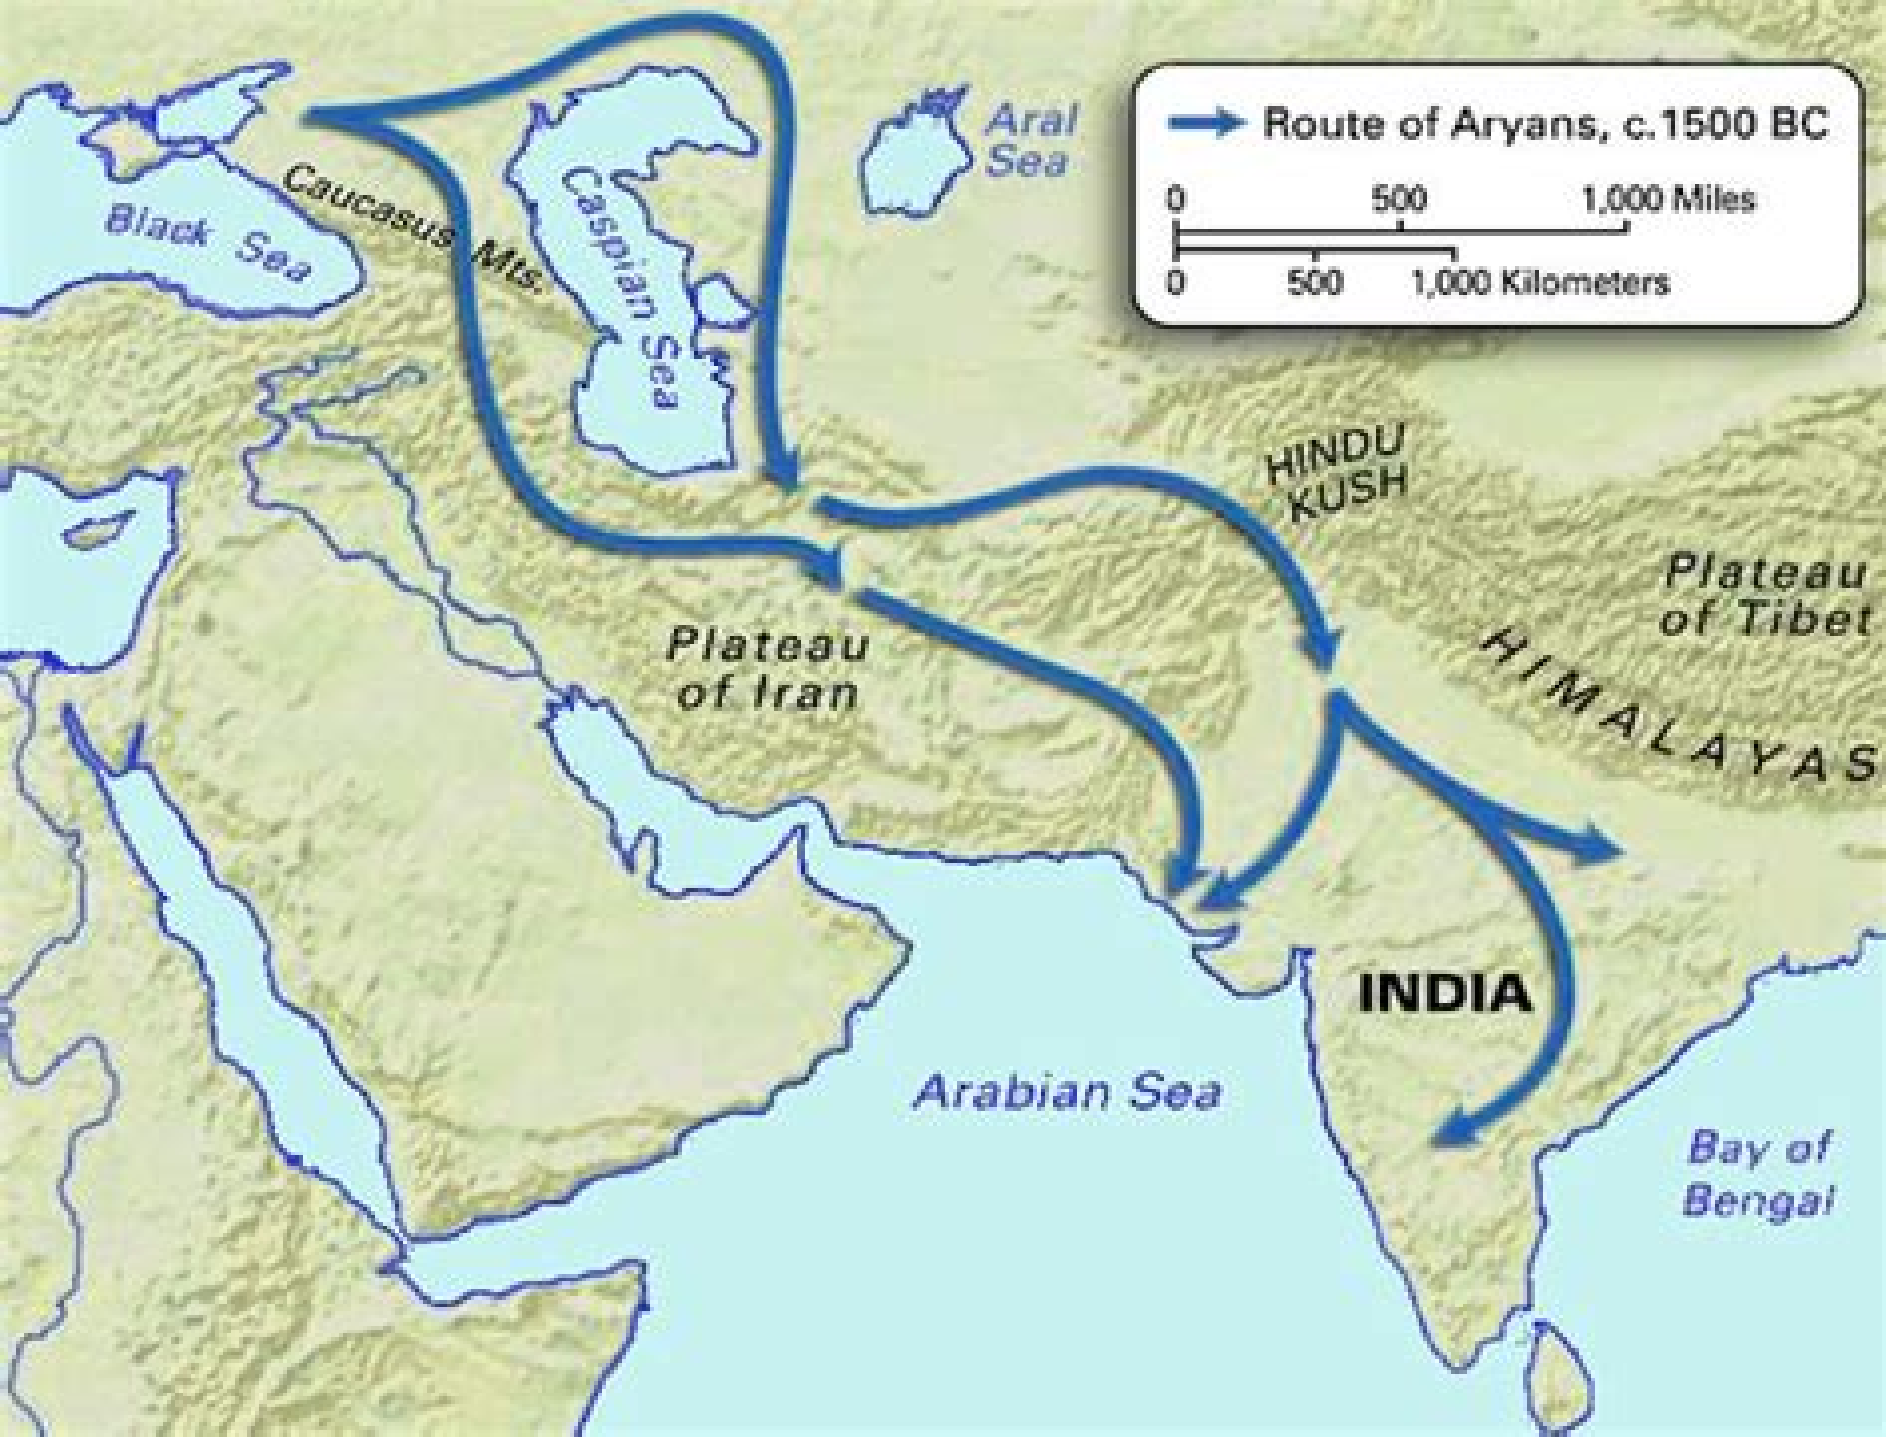 Aral
Sea
Route of Aryans, c.1500 BC
0 500 1,000 Miles
0 500 1,000 Kilometers
Caucasus Mts.
Black Sea
Caspian Sea
HINDU
KUSH
Plateau
of Tibet
HIMALAYAS
Plateau
of Iran
INDIA
Arabian Sea
Bay of
Bengal